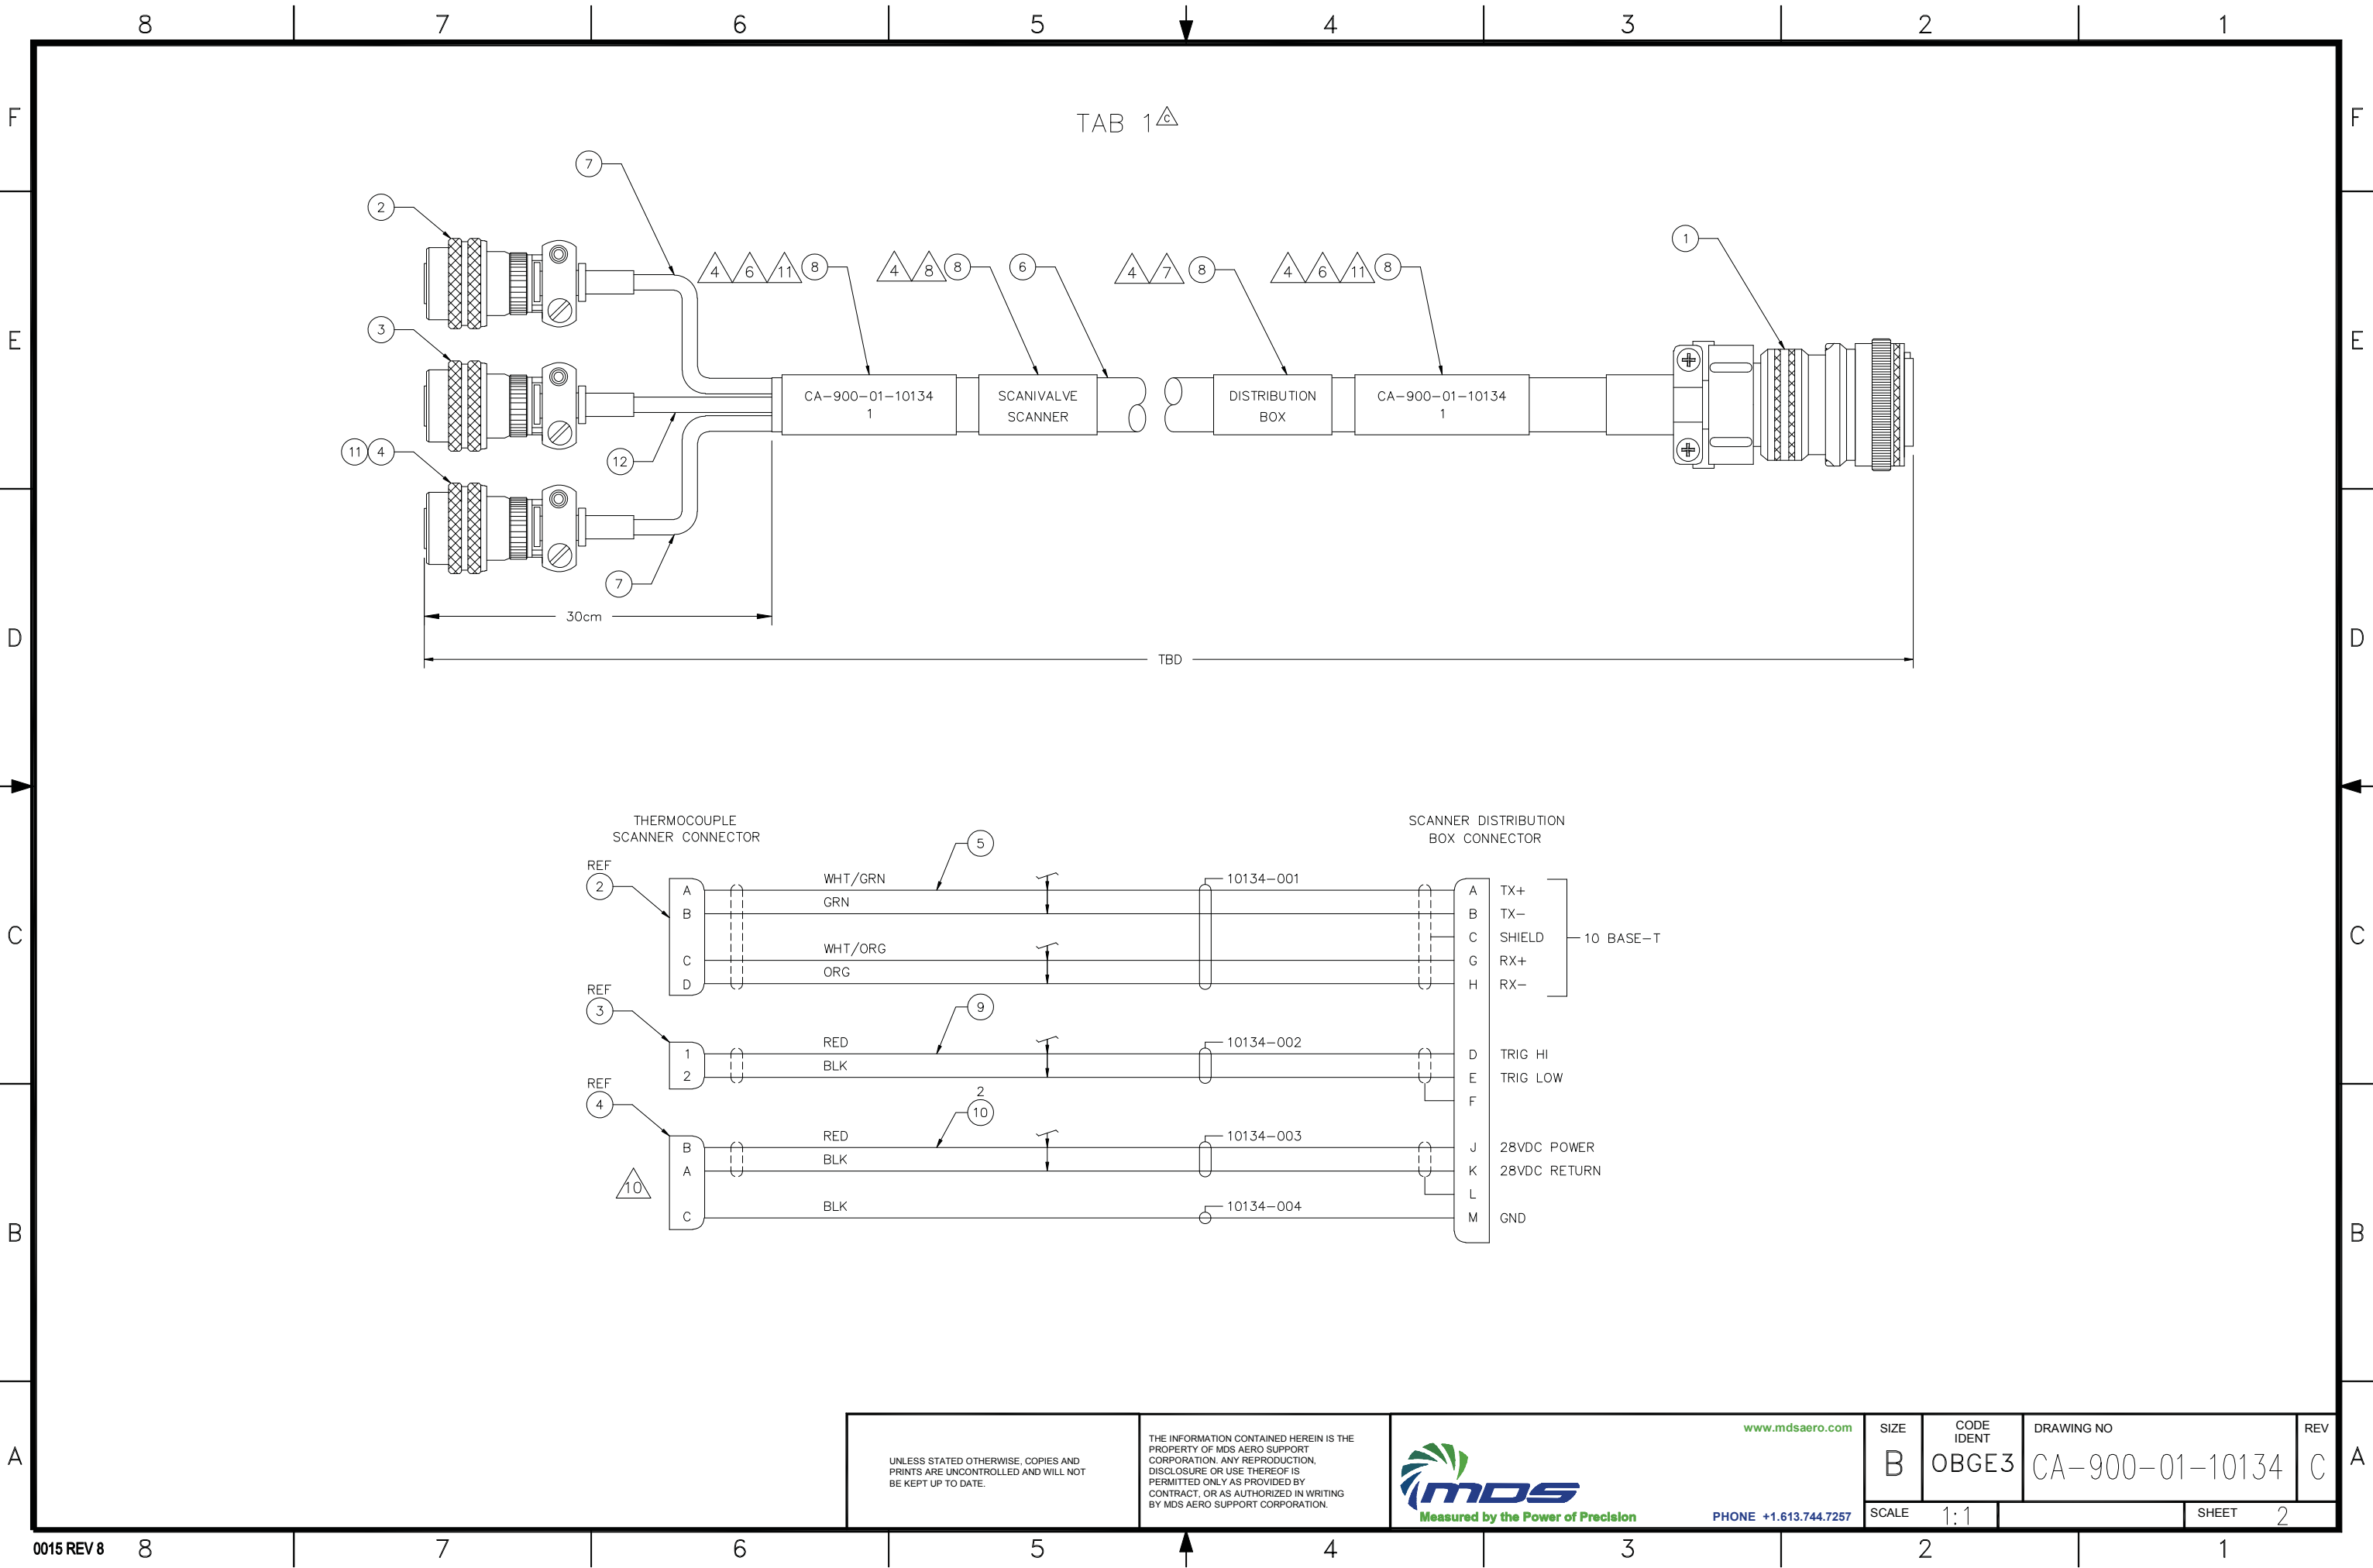 8 7 6 5 4 3 2 1
F F
TAB 1 C
7
2
1
4 6 11 8
4 8 8
6
4 7 8
4 6 11 8
3
E E
CA-900-01-10134
1
SCANIVALVE
SCANNER
DISTRIBUTION
BOX
CA-900-01-10134
1
11 4
12
7
30cm
D D
TBD
THERMOCOUPLE
SCANNER CONNECTOR
SCANNER DISTRIBUTION
BOX CONNECTOR
5
REF
2
A WHT/GRN 10134-001 A TX+
B GRN B TX-
C SHIELD 10 BASE-T
C C
C WHT/ORG G RX+
D ORG H RX-
REF
3
9
1 RED 10134-002 D TRIG HI
2 BLK E TRIG LOW
F
REF
4
2
10
B RED 10134-003 J 28VDC POWER
A BLK K 28VDC RETURN
10
L
C BLK 10134-004 M GND
B B
UNLESS STATED OTHERWISE, COPIES AND
PRINTS ARE UNCONTROLLED AND WILL NOT
BE KEPT UP TO DATE.
THE INFORMATION CONTAINED HEREIN IS THE
PROPERTY OF MDS AERO SUPPORT
CORPORATION. ANY REPRODUCTION,
DISCLOSURE OR USE THEREOF IS
PERMITTED ONLY AS PROVIDED BY
CONTRACT, OR AS AUTHORIZED IN WRITING
BY MDS AERO SUPPORT CORPORATION.
www.mdsaero.com
mds
Measured by the Power of Precision
PHONE +1.613.744.7257
SIZE
B
CODE
IDENT
OBGE3
DRAWING NO
CA-900-01-10134
REV
C
SCALE 1:1
SHEET 2
A A
0015 REV 8
8 7 6 5 4 3 2 1